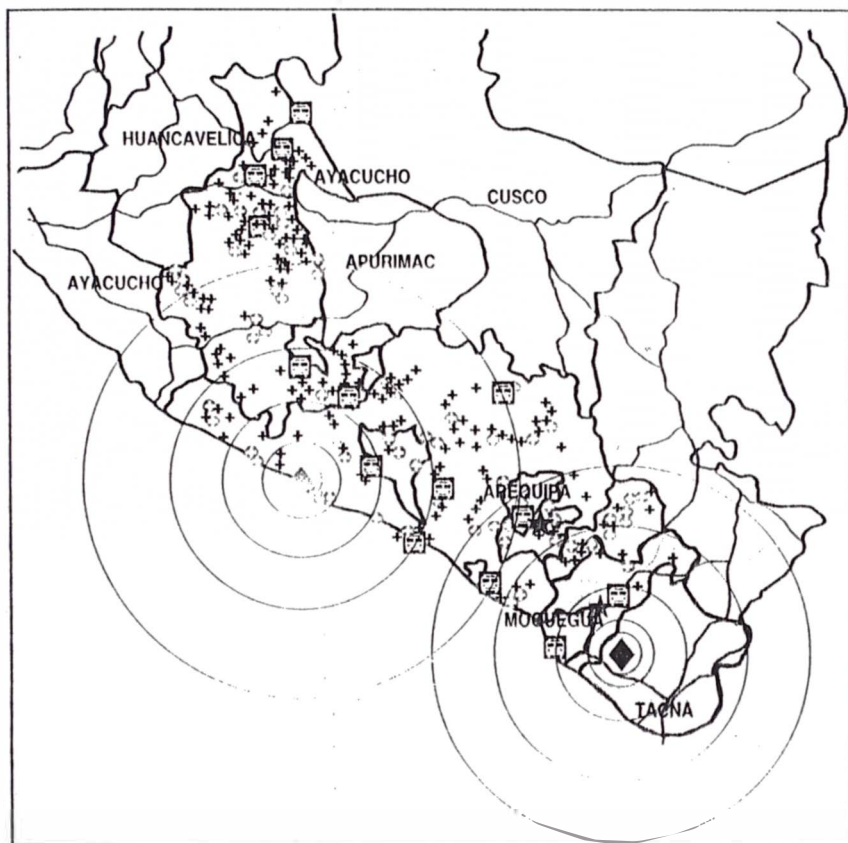 HUANCAVELICA
AYACUCHO
CUSCO
AYACUCHO
APURIMAC
AREQUIPA
MOQUEGUA
TACNA